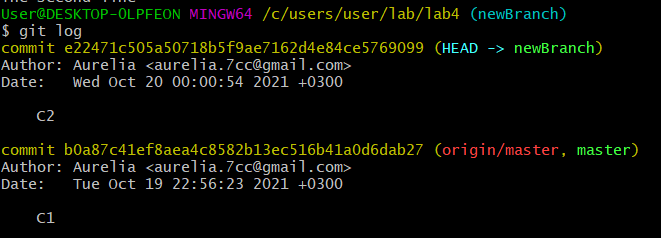 User@DESKTOP-0LPFEON MINGW64 /c/users/user/lab/lab4 (newBranch)
$ git log
commit e22471c505a50718b5f9ae7162d4e84ce5769099 (HEAD -> newBranch)
Author: Aurelia <aurelia.7cc@gmail.com>
Date:   Wed Oct 20 00:00:54 2021 +0300
C2
commit b0a87c41ef8aea4c8582b13ec516b41a0d6dab27 (origin/master, master)
Author: Aurelia <aurelia.7cc@gmail.com>
Date:   Tue Oct 19 22:56:23 2021 +0300
C1